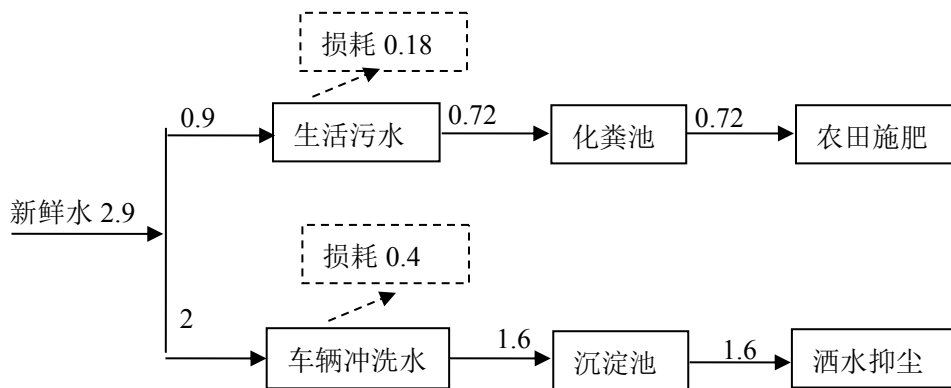 损耗 0.18
0.9
生活污水
0.72
化粪池
0.72
农田施肥
新鲜水 2.9
损耗 0.4
2
车辆冲洗水
1.6
沉淀池
1.6
洒水抑尘